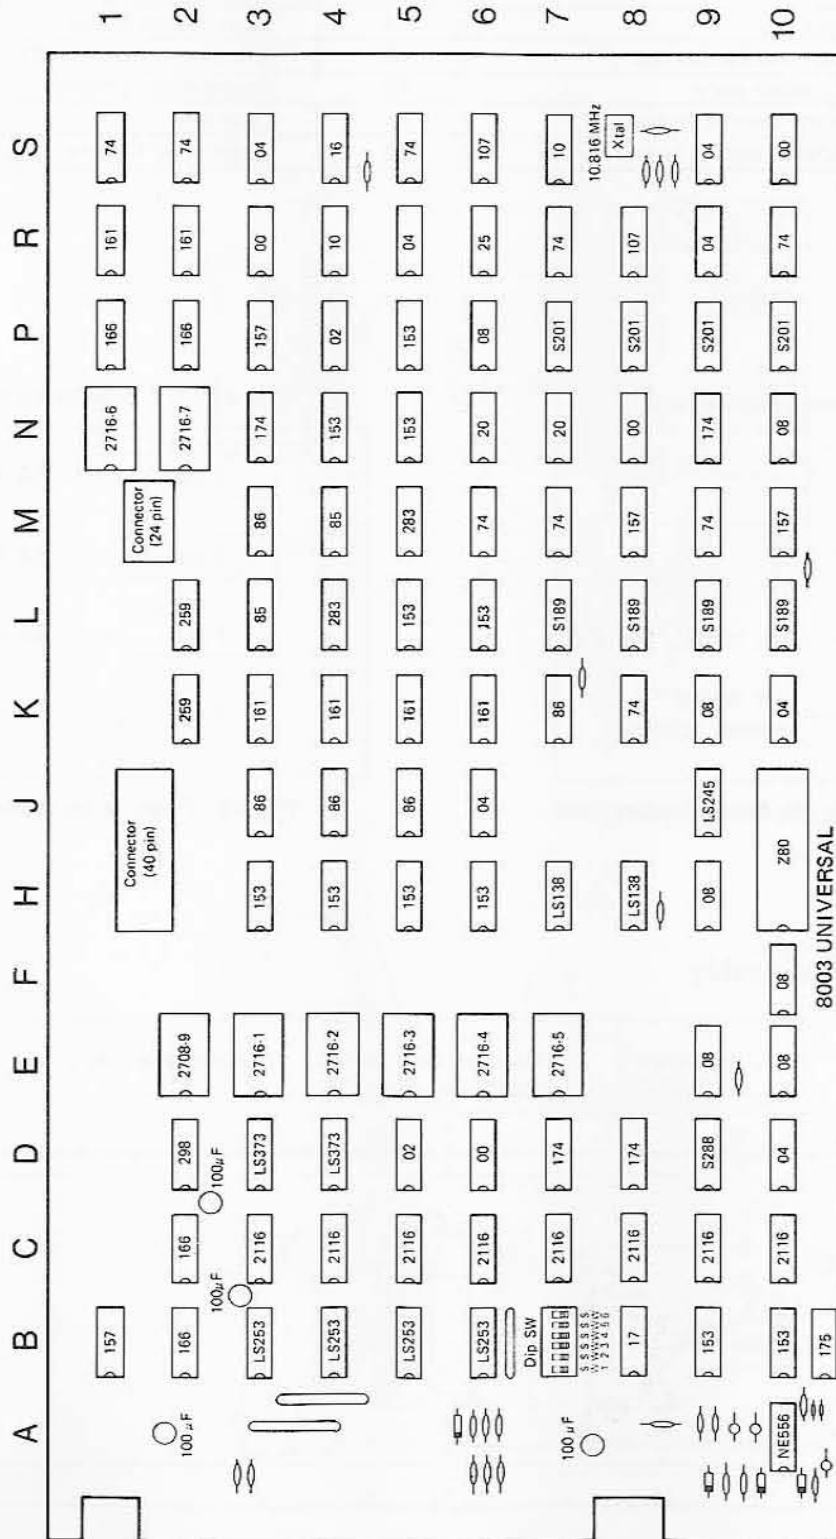 1 2 3 4 5 6 7 8 9 10
S 74 74 04 16 74 107 10 10.816 MHz Xtal 04 00
R 161 161 00 10 04 25 74 107 04 74
P 166 166 157 02 153 08 S201 S201 S201 S201
N 2716-6 2716-7 174 153 153 20 20 00 174 08
M Connector (24 pin) 86 85 283 74 74 157 74 157
L 259 85 283 153 153 S189 S189 S189 S189
K 259 161 161 161 161 86 74 08 04
J 86 86 86 04 LS245
Connector
(40 pin)
Z80
H 153 153 153 153 LS138 LS138 08
F 08
E 2708-9 2716-1 2716-2 2716-3 2716-4 2716-5 08 08
D 298 LS373 LS373 02 00 174 174 S288 04
100µF
C 166 2116 2116 2116 2116 2116 2116 2116 2116
100µF
B 157 166 LS253 LS253 LS253 LS253 Dip SW 17 153 153 175
SW1 SW2 SW3 SW4 SW5 SW6
A 100µF 100µF NE556
8003 UNIVERSAL